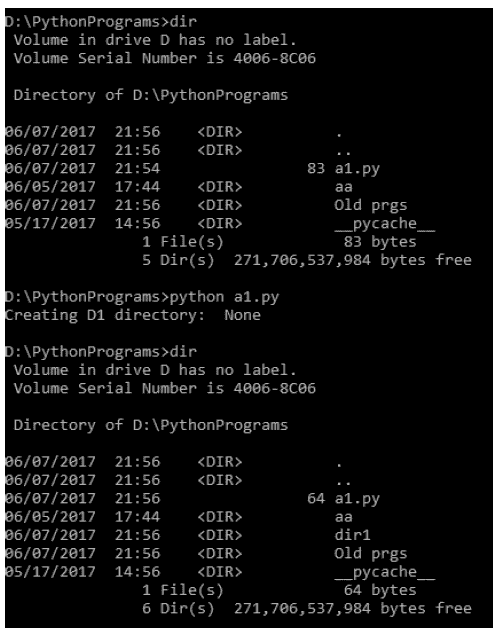 D:\PythonPrograms>dir
 Volume in drive D has no label.
 Volume Serial Number is 4006-8C06

 Directory of D:\PythonPrograms

06/07/2017  21:56    <DIR>          .
06/07/2017  21:56    <DIR>          ..
06/07/2017  21:54                83 a1.py
06/05/2017  17:44    <DIR>          aa
06/07/2017  21:56    <DIR>          Old prgs
05/17/2017  14:56    <DIR>          __pycache__
               1 File(s)             83 bytes
               5 Dir(s)  271,706,537,984 bytes free

D:\PythonPrograms>python a1.py
Creating D1 directory:  None

D:\PythonPrograms>dir
 Volume in drive D has no label.
 Volume Serial Number is 4006-8C06

 Directory of D:\PythonPrograms

06/07/2017  21:56    <DIR>          .
06/07/2017  21:56    <DIR>          ..
06/07/2017  21:56                64 a1.py
06/05/2017  17:44    <DIR>          aa
06/07/2017  21:56    <DIR>          dir1
06/07/2017  21:56    <DIR>          Old prgs
05/17/2017  14:56    <DIR>          __pycache__
               1 File(s)             64 bytes
               6 Dir(s)  271,706,537,984 bytes free